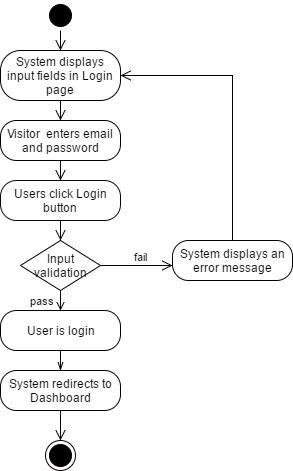 System displays
input fields in Login
page
Visitor enters email
and password
Users click Login
button
Input
validation
fail
System displays an
error message
pass
User is login
System redirects to
Dashboard